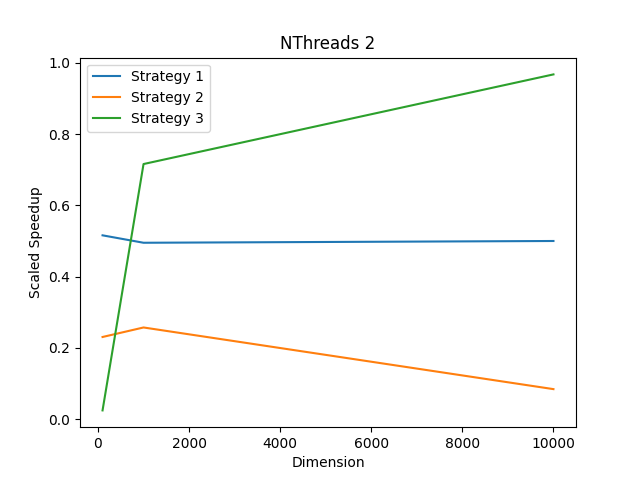 NThreads 2
Strategy 1
Strategy 2
Strategy 3
Scaled Speedup
1.0
0.8
0.6
0.4
0.2
0.0
0 2000 4000 6000 8000 10000
Dimension